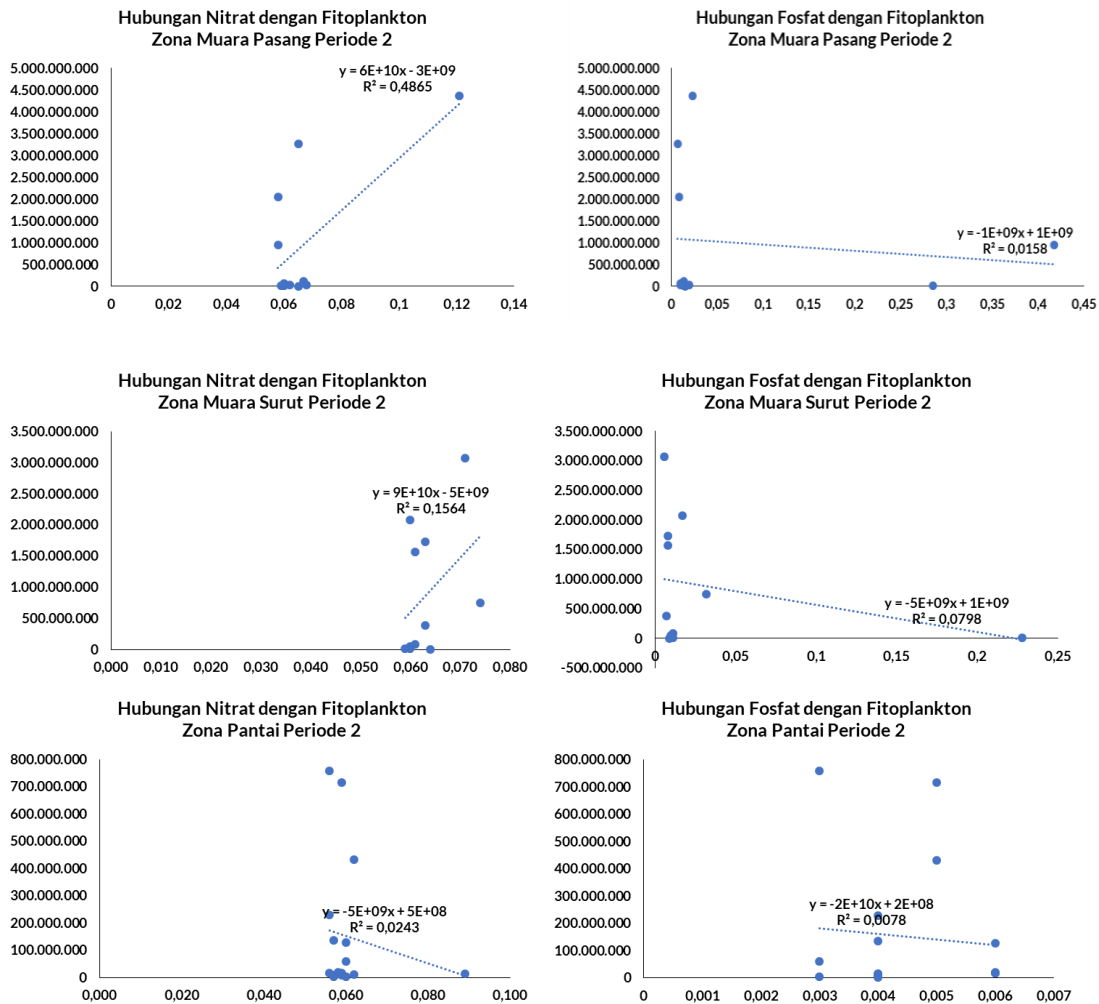 Hubungan Nitrat dengan Fitoplankton
Zona Muara Pasang Periode 2
5.000.000.000
4.500.000.000
4.000.000.000
3.500.000.000
3.000.000.000
2.500.000.000
2.000.000.000
1.500.000.000
1.000.000.000
500.000.000
0
y = 6E+10x - 3E+09
R² = 0,4865
0 0,02 0,04 0,06 0,08 0,1 0,12 0,14
Hubungan Fosfat dengan Fitoplankton
Zona Muara Pasang Periode 2
5.000.000.000
4.500.000.000
4.000.000.000
3.500.000.000
3.000.000.000
2.500.000.000
2.000.000.000
1.500.000.000
1.000.000.000
500.000.000
0
y = -1E+09x + 1E+09
R² = 0,0158
0 0,05 0,1 0,15 0,2 0,25 0,3 0,35 0,4 0,45
Hubungan Nitrat dengan Fitoplankton
Zona Muara Surut Periode 2
3.500.000.000
3.000.000.000
2.500.000.000
2.000.000.000
1.500.000.000
1.000.000.000
500.000.000
0
y = 9E+10x - 5E+09
R² = 0,1564
0,000 0,010 0,020 0,030 0,040 0,050 0,060 0,070 0,080
Hubungan Fosfat dengan Fitoplankton
Zona Muara Surut Periode 2
3.500.000.000
3.000.000.000
2.500.000.000
2.000.000.000
1.500.000.000
1.000.000.000
500.000.000
0
-500.000.000
y = -5E+09x + 1E+09
R² = 0,0798
0 0,05 0,1 0,15 0,2 0,25
Hubungan Nitrat dengan Fitoplankton
Zona Pantai Periode 2
800.000.000
700.000.000
600.000.000
500.000.000
400.000.000
300.000.000
200.000.000
100.000.000
0
y = -5E+09x + 5E+08
R² = 0,0243
0,000 0,020 0,040 0,060 0,080 0,100
Hubungan Fosfat dengan Fitoplankton
Zona Pantai Periode 2
800.000.000
700.000.000
600.000.000
500.000.000
400.000.000
300.000.000
200.000.000
100.000.000
0
y = -2E+10x + 2E+08
R² = 0,0078
0 0,001 0,002 0,003 0,004 0,005 0,006 0,007